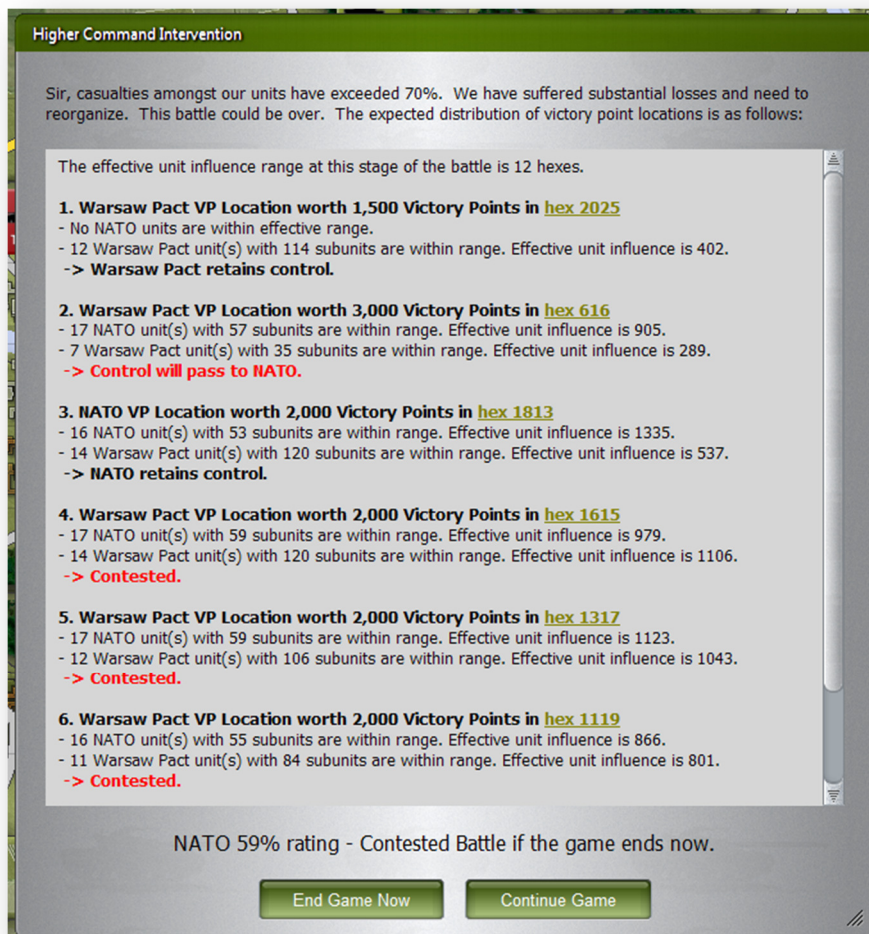 Higher Command Intervention
Sir, casualties amongst our units have exceeded 70%. We have suffered substantial losses and need to
reorganize. This battle could be over. The expected distribution of victory point locations is as follows:
The effective unit influence range at this stage of the battle is 12 hexes.
1. Warsaw Pact VP Location worth 1,500 Victory Points in hex 2025
- No NATO units are within effective range.
- 12 Warsaw Pact unit(s) with 114 subunits are within range. Effective unit influence is 402.
-> Warsaw Pact retains control.
2. Warsaw Pact VP Location worth 3,000 Victory Points in hex 616
- 17 NATO unit(s) with 57 subunits are within range. Effective unit influence is 905.
- 7 Warsaw Pact unit(s) with 35 subunits are within range. Effective unit influence is 289.
-> Control will pass to NATO.
3. NATO VP Location worth 2,000 Victory Points in hex 1813
- 16 NATO unit(s) with 53 subunits are within range. Effective unit influence is 1335.
- 14 Warsaw Pact unit(s) with 120 subunits are within range. Effective unit influence is 537.
-> NATO retains control.
4. Warsaw Pact VP Location worth 2,000 Victory Points in hex 1615
- 17 NATO unit(s) with 59 subunits are within range. Effective unit influence is 979.
- 14 Warsaw Pact unit(s) with 120 subunits are within range. Effective unit influence is 1106.
-> Contested.
5. Warsaw Pact VP Location worth 2,000 Victory Points in hex 1317
- 17 NATO unit(s) with 59 subunits are within range. Effective unit influence is 1123.
- 12 Warsaw Pact unit(s) with 106 subunits are within range. Effective unit influence is 1043.
-> Contested.
6. Warsaw Pact VP Location worth 2,000 Victory Points in hex 1119
- 16 NATO unit(s) with 55 subunits are within range. Effective unit influence is 866.
- 11 Warsaw Pact unit(s) with 84 subunits are within range. Effective unit influence is 801.
-> Contested.
NATO 59% rating - Contested Battle if the game ends now.
End Game Now
Continue Game